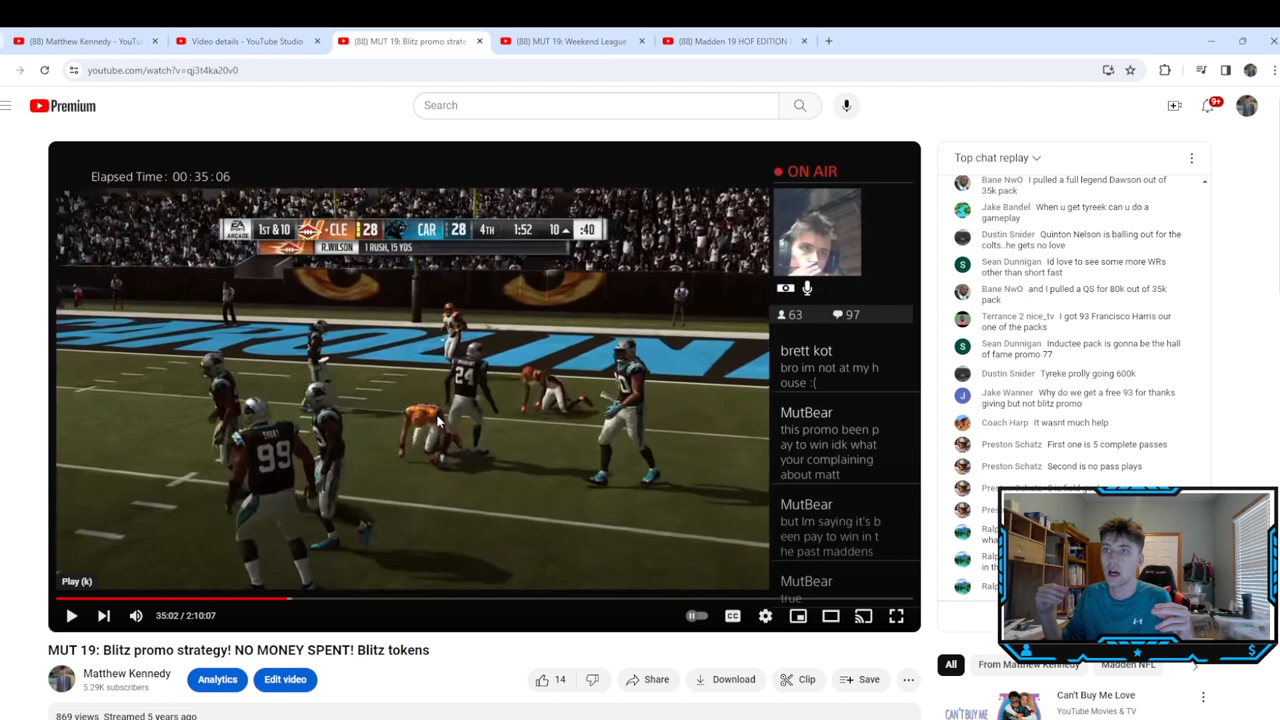 (88) Matthew Kennedy - YouTu
Video details - YouTube Studio
(88) MUT 19: Blitz promo strate
(88) MUT 19: Weekend League
(88) Madden 19 HOF EDITION
youtube.com/watch?v=qj3t4ka20v0
Premium
Search
9+
Elapsed Time : 00 : 35 : 06
ON AIR
EA
ARCADE
1ST & 10
CLE
28
CAR
28
4TH
1:52
10
:40
R.WILSON
1 RUSH, 15 YDS
24
99
63
97
brett kot
bro im not at my h
ouse :(
MutBear
this promo been p
ay to win idk what
your complaining
about matt
MutBear
but Im saying it's b
een pay to win in t
he past maddens
MutBear
true
Play (k)
35:02 / 2:10:07
CC
Top chat replay
Bane NwO I pulled a full legend Dawson out of
35k pack
Jake Bandel When u get tyreek can u do a
gameplay
Dustin Snider Quinton Nelson is balling out for the
colts..he gets no love
S
Sean Dunnigan Id love to see some more WRs
other than short fast
Bane NwO and i pulled a QS for 80k out of 35k
pack
Terrance 2 nice_tv I got 93 Francisco Harris our
one of the packs
S
Sean Dunnigan Inductee pack is gonna be the hall
of fame promo 77
Dustin Snider Tyreke prolly going 600k
J
Jake Wanner Why do we get a free 93 for thanks
giving but not blitz promo
Coach Harp It wasnt much help
Preston Schatz First one is 5 complete passes
Preston Schatz Second is no pass plays
Pres
Ralp
Ralp
Ralp
MUT 19: Blitz promo strategy! NO MONEY SPENT! Blitz tokens
Matthew Kennedy
5.29K subscribers
Analytics
Edit video
14
Share
Download
Clip
Save
869 views Streamed 5 years ago
All
From Matthew Kennedy
Madden NFL
CAN'T BUY ME
Can't Buy Me Love
YouTube Movies & TV